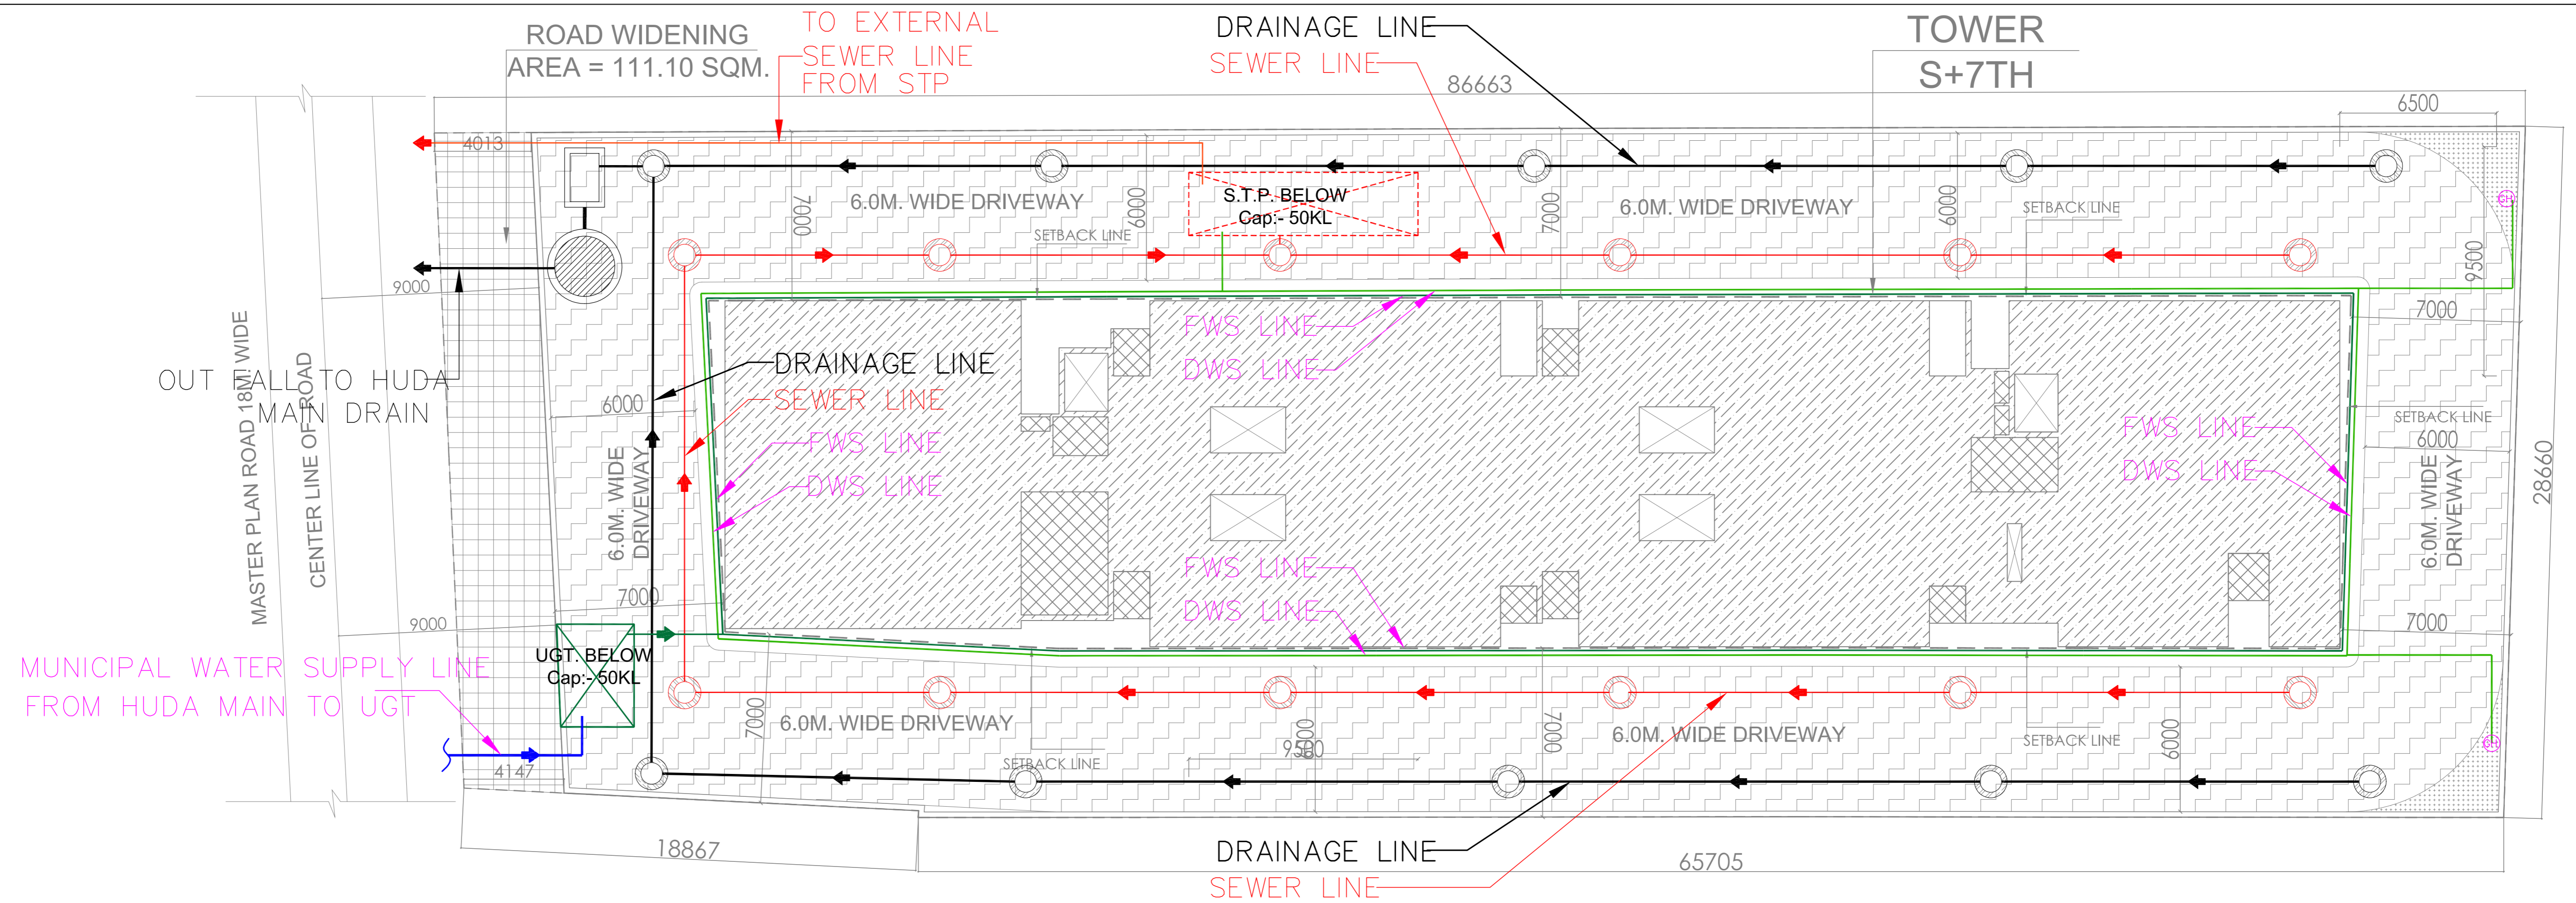 ROAD WIDENING
AREA = 111.10 SQM.
TO EXTERNAL
SEWER LINE
FROM STP
DRAINAGE LINE
SEWER LINE
TOWER
S+7TH
86663
6500
4013
7000
6.0M. WIDE DRIVEWAY
6000
S.T.P. BELOW
Cap:- 50KL
7000
6.0M. WIDE DRIVEWAY
6000
SETBACK LINE
GH
SETBACK LINE
9500
9000
7000
FWS LINE
DWS LINE
MASTER PLAN ROAD 18M. WIDE
CENTER LINE OF ROAD
OUT FALL TO HUDA
MAIN DRAIN
DRAINAGE LINE
SEWER LINE
FWS LINE
DWS LINE
6000
6.0M. WIDE
DRIVEWAY
FWS LINE
DWS LINE
SETBACK LINE
6000
6.0M. WIDE
DRIVEWAY
28660
FWS LINE
DWS LINE
7000
9000
7000
UGT. BELOW
Cap:- 50KL
MUNICIPAL WATER SUPPLY LINE
FROM HUDA MAIN TO UGT
7000
6.0M. WIDE DRIVEWAY
9500
6000
7000
6.0M. WIDE DRIVEWAY
SETBACK LINE
6000
GH
SETBACK LINE
4147
18867
DRAINAGE LINE
SEWER LINE
65705